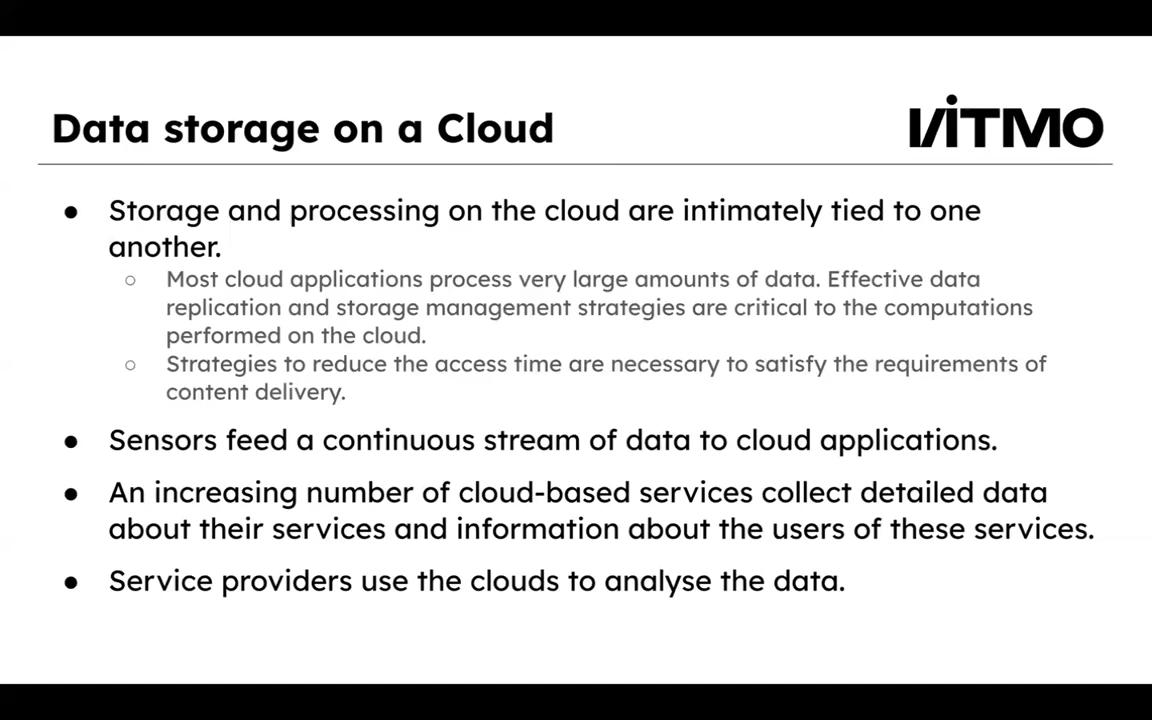 Data storage on a Cloud
ITMO
● Storage and processing on the cloud are intimately tied to one
another.
○ Most cloud applications process very large amounts of data. Effective data
replication and storage management strategies are critical to the computations
performed on the cloud.
○ Strategies to reduce the access time are necessary to satisfy the requirements of
content delivery.
● Sensors feed a continuous stream of data to cloud applications.
● An increasing number of cloud-based services collect detailed data
about their services and information about the users of these services.
● Service providers use the clouds to analyse the data.